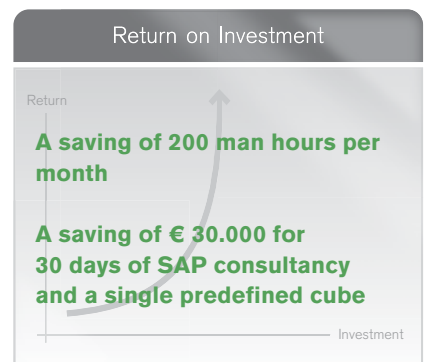 Return on Investment
Return
A saving of 200 man hours per
month
A saving of € 30.000 for
30 days of SAP consultancy
and a single predefined cube
Investment